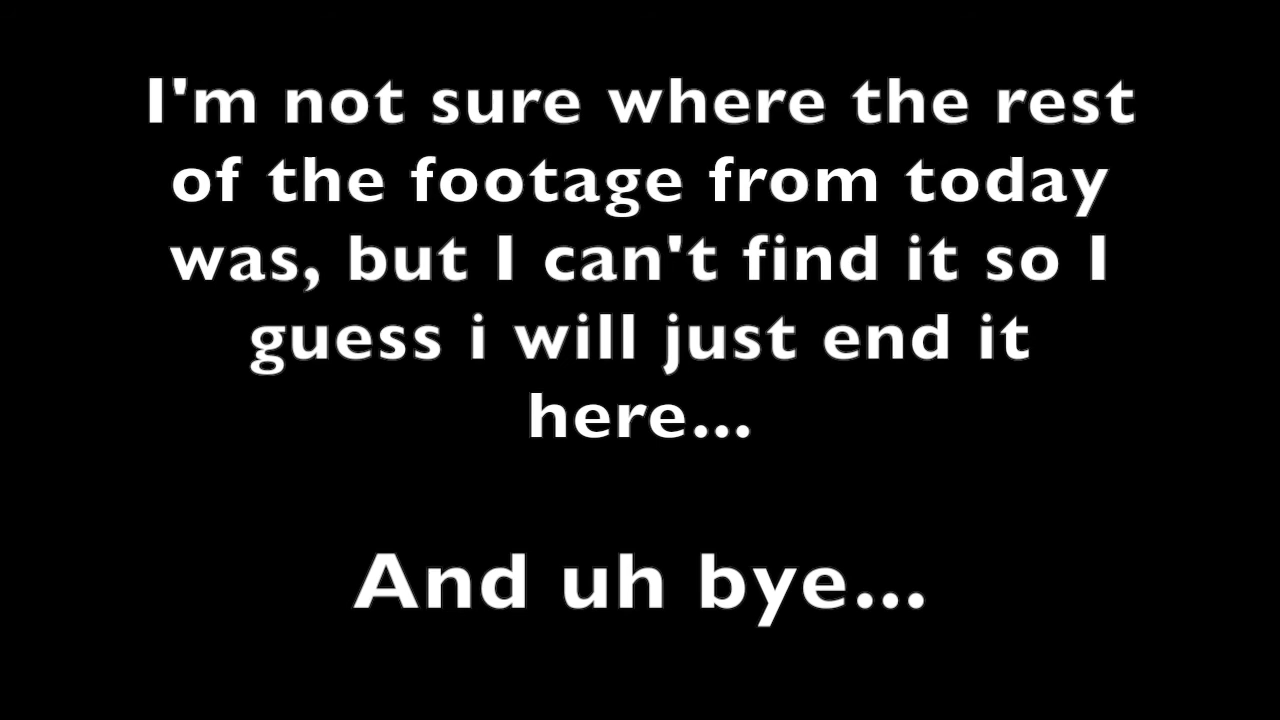 I'm not sure where the rest
of the footage from today
was, but I can't find it so I
guess i will just end it
here...
And uh bye...